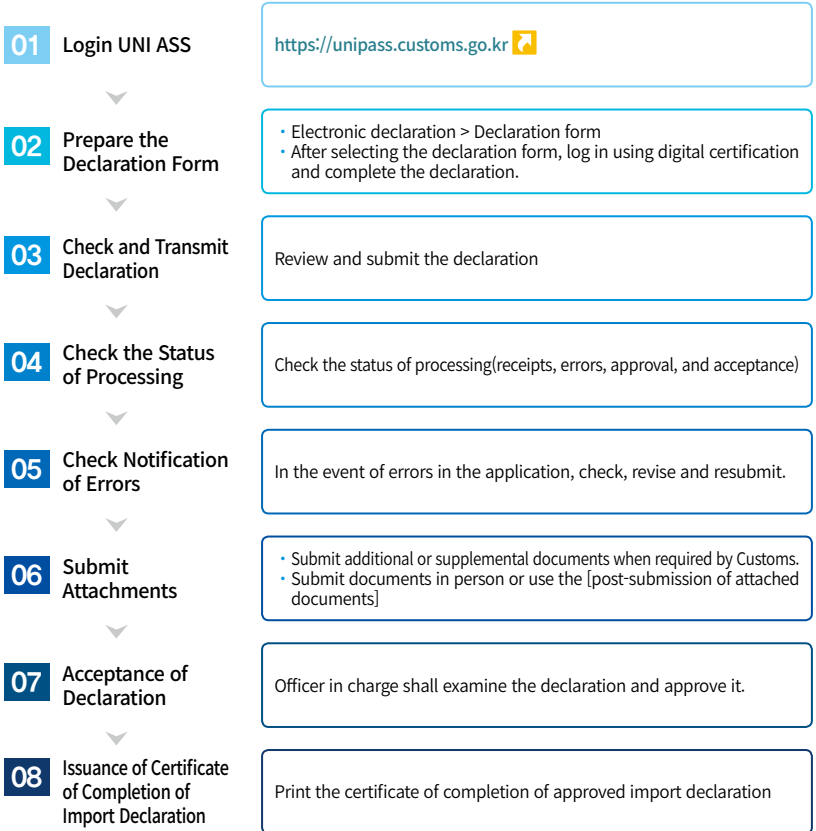 01
Login UNI ASS
https://unipass.customs.go.kr
02
Prepare the
Declaration Form
・Electronic declaration > Declaration form
・After selecting the declaration form, log in using digital certification
and complete the declaration.
03
Check and Transmit
Declaration
Review and submit the declaration
04
Check the Status
of Processing
Check the status of processing(receipts, errors, approval, and acceptance)
05
Check Notification
of Errors
In the event of errors in the application, check, revise and resubmit.
06
Submit
Attachments
・Submit additional or supplemental documents when required by Customs.
・Submit documents in person or use the [post-submission of attached
documents]
07
Acceptance of
Declaration
Officer in charge shall examine the declaration and approve it.
08
Issuance of Certificate
of Completion of
Import Declaration
Print the certificate of completion of approved import declaration